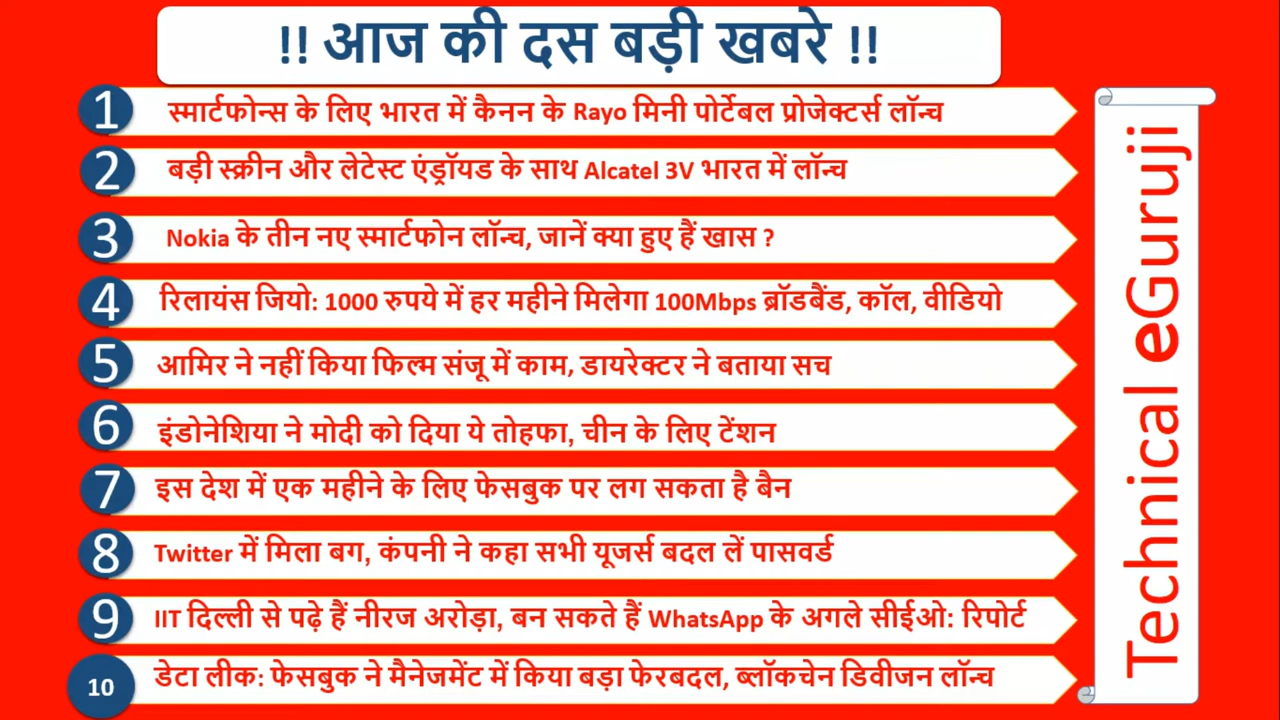 !! आज की दस बड़ी खबरे !!
1 स्मार्टफोन्स के लिए भारत में कैनन के Rayo मिनी पोर्टेबल प्रोजेक्टर्स लॉन्च
2 बड़ी स्क्रीन और लेटेस्ट एंड्रॉयड के साथ Alcatel 3V भारत में लॉन्च
3 Nokia के तीन नए स्मार्टफोन लॉन्च, जानें क्या हुए हैं खास ?
4 रिलायंस जियो: 1000 रुपये में हर महीने मिलेगा 100Mbps ब्रॉडबैंड, कॉल, वीडियो
5 आमिर ने नहीं किया फिल्म संजू में काम, डायरेक्टर ने बताया सच
6 इंडोनेशिया ने मोदी को दिया ये तोहफा, चीन के लिए टेंशन
7 इस देश में एक महीने के लिए फेसबुक पर लग सकता है बैन
8 Twitter में मिला बग, कंपनी ने कहा सभी यूजर्स बदल लें पासवर्ड
9 IIT दिल्ली से पढ़े हैं नीरज अरोड़ा, बन सकते हैं WhatsApp के अगले सीईओ: रिपोर्ट
10 डेटा लीक: फेसबुक ने मैनेजमेंट में किया बड़ा फेरबदल, ब्लॉकचेन डिवीजन लॉन्च
Technical eGuruji